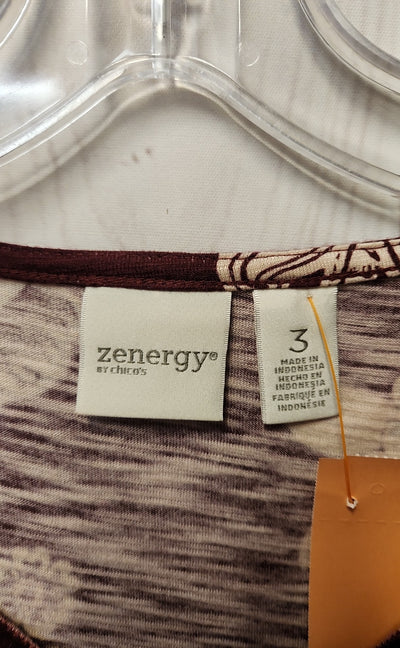 zenergy®
BY chico's
3
MADE IN
INDONESIA
HECHO EN
INDONESIA
FABRIQUÉ EN
INDONÉSIE